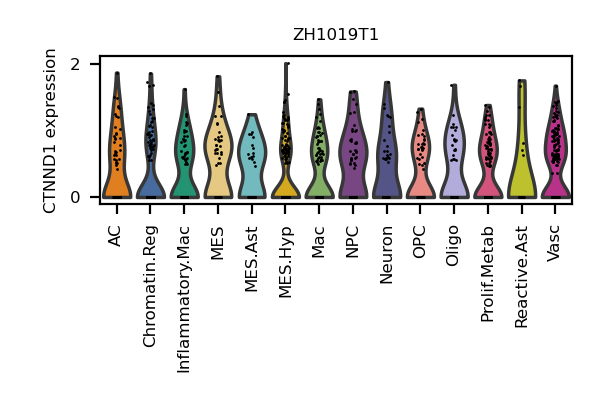 ZH1019T1
CTNND1 expression
2
0
AC
Chromatin.Reg
Inflammatory.Mac
MES
MES.Ast
MES.Hyp
Mac
NPC
Neuron
OPC
Oligo
Prolif.Metab
Reactive.Ast
Vasc